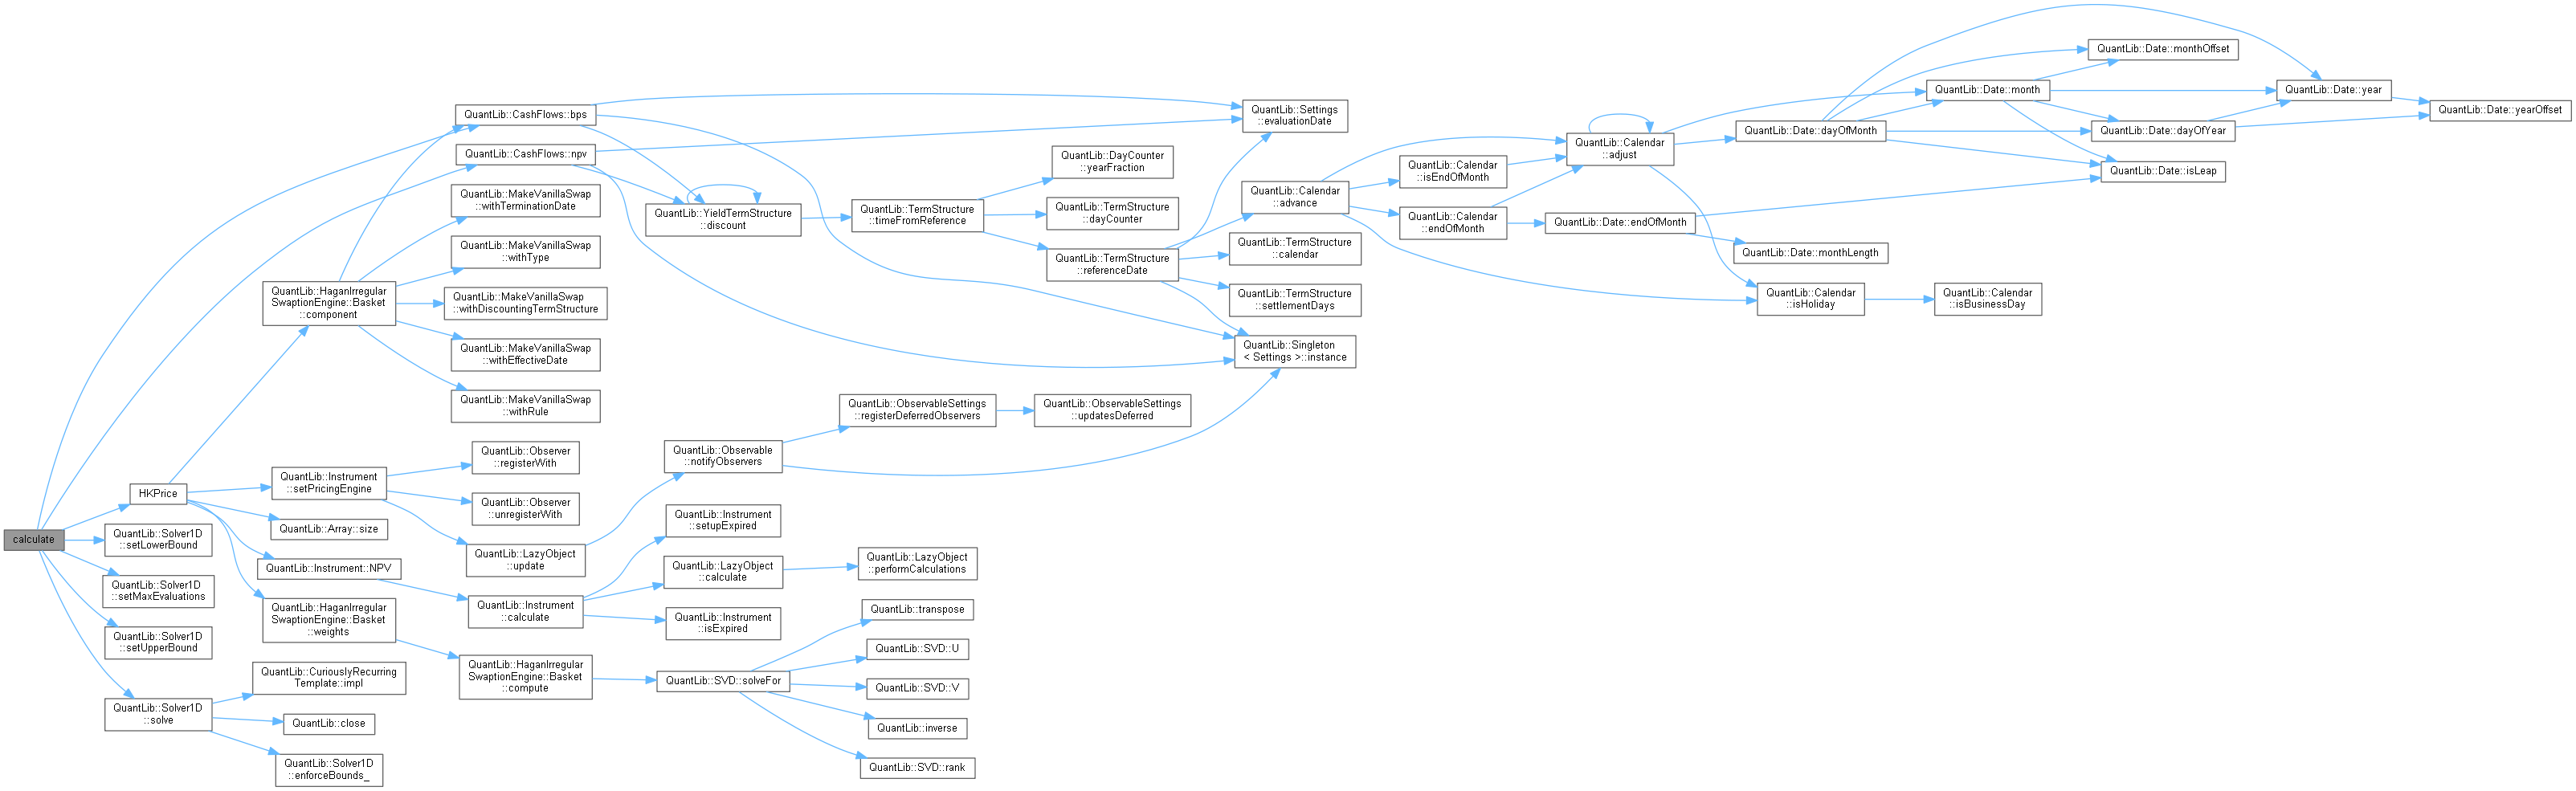 calculate
QuantLib::CashFlows::bps
QuantLib::CashFlows::npv
QuantLib::MakeVanillaSwap
::withTerminationDate
QuantLib::MakeVanillaSwap
::withType
QuantLib::HaganIrregular
SwaptionEngine::Basket
::component
QuantLib::MakeVanillaSwap
::withDiscountingTermStructure
QuantLib::MakeVanillaSwap
::withEffectiveDate
QuantLib::MakeVanillaSwap
::withRule
HKPrice
QuantLib::Instrument
::setPricingEngine
QuantLib::Observer
::registerWith
QuantLib::Observer
::unregisterWith
QuantLib::Array::size
QuantLib::LazyObject
::update
QuantLib::Instrument::NPV
QuantLib::Instrument
::calculate
QuantLib::HaganIrregular
SwaptionEngine::Basket
::weights
QuantLib::HaganIrregular
SwaptionEngine::Basket
::compute
QuantLib::Solver1D
::setLowerBound
QuantLib::Solver1D
::setMaxEvaluations
QuantLib::Solver1D
::setUpperBound
QuantLib::Solver1D
::solve
QuantLib::CuriouslyRecurring
Template::impl
QuantLib::close
QuantLib::Solver1D
::enforceBounds_
QuantLib::YieldTermStructure
::discount
QuantLib::TermStructure
::timeFromReference
QuantLib::DayCounter
::yearFraction
QuantLib::TermStructure
::dayCounter
QuantLib::TermStructure
::referenceDate
QuantLib::Settings
::evaluationDate
QuantLib::Calendar
::advance
QuantLib::TermStructure
::calendar
QuantLib::TermStructure
::settlementDays
QuantLib::Singleton
< Settings >::instance
QuantLib::ObservableSettings
::registerDeferredObservers
QuantLib::ObservableSettings
::updatesDeferred
QuantLib::Observable
::notifyObservers
QuantLib::Instrument
::setupExpired
QuantLib::LazyObject
::calculate
QuantLib::LazyObject
::performCalculations
QuantLib::Instrument
::isExpired
QuantLib::SVD::solveFor
QuantLib::transpose
QuantLib::SVD::U
QuantLib::SVD::V
QuantLib::inverse
QuantLib::SVD::rank
QuantLib::Calendar
::isEndOfMonth
QuantLib::Calendar
::endOfMonth
QuantLib::Calendar
::adjust
QuantLib::Date::endOfMonth
QuantLib::Date::monthLength
QuantLib::Calendar
::isHoliday
QuantLib::Calendar
::isBusinessDay
QuantLib::Date::dayOfMonth
QuantLib::Date::month
QuantLib::Date::monthOffset
QuantLib::Date::dayOfYear
QuantLib::Date::isLeap
QuantLib::Date::year
QuantLib::Date::yearOffset